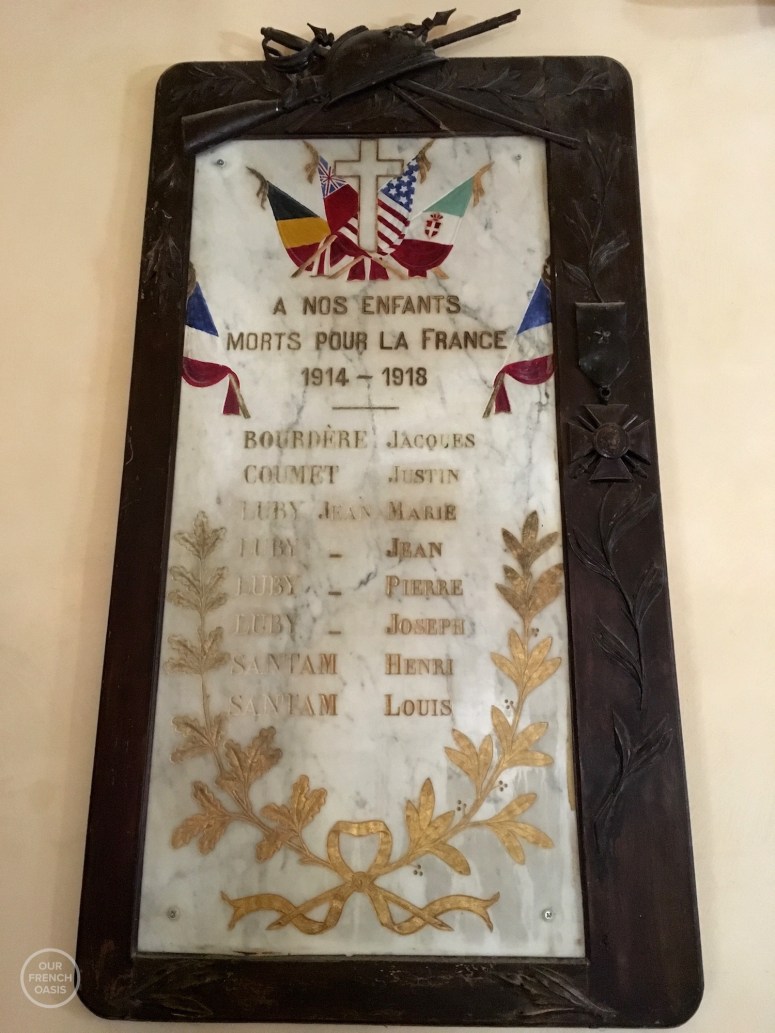 A NOS ENFANTS
MORTS POUR LA FRANCE
1914 - 1918
BOURDÈRE JACQUES
COUMET JUSTIN
LUBY JEAN MARIE
LUBY - JEAN
LUBY - PIERRE
LUBY - JOSEPH
SANTAM HENRI
SANTAM LOUIS
OUR
FRENCH
OASIS